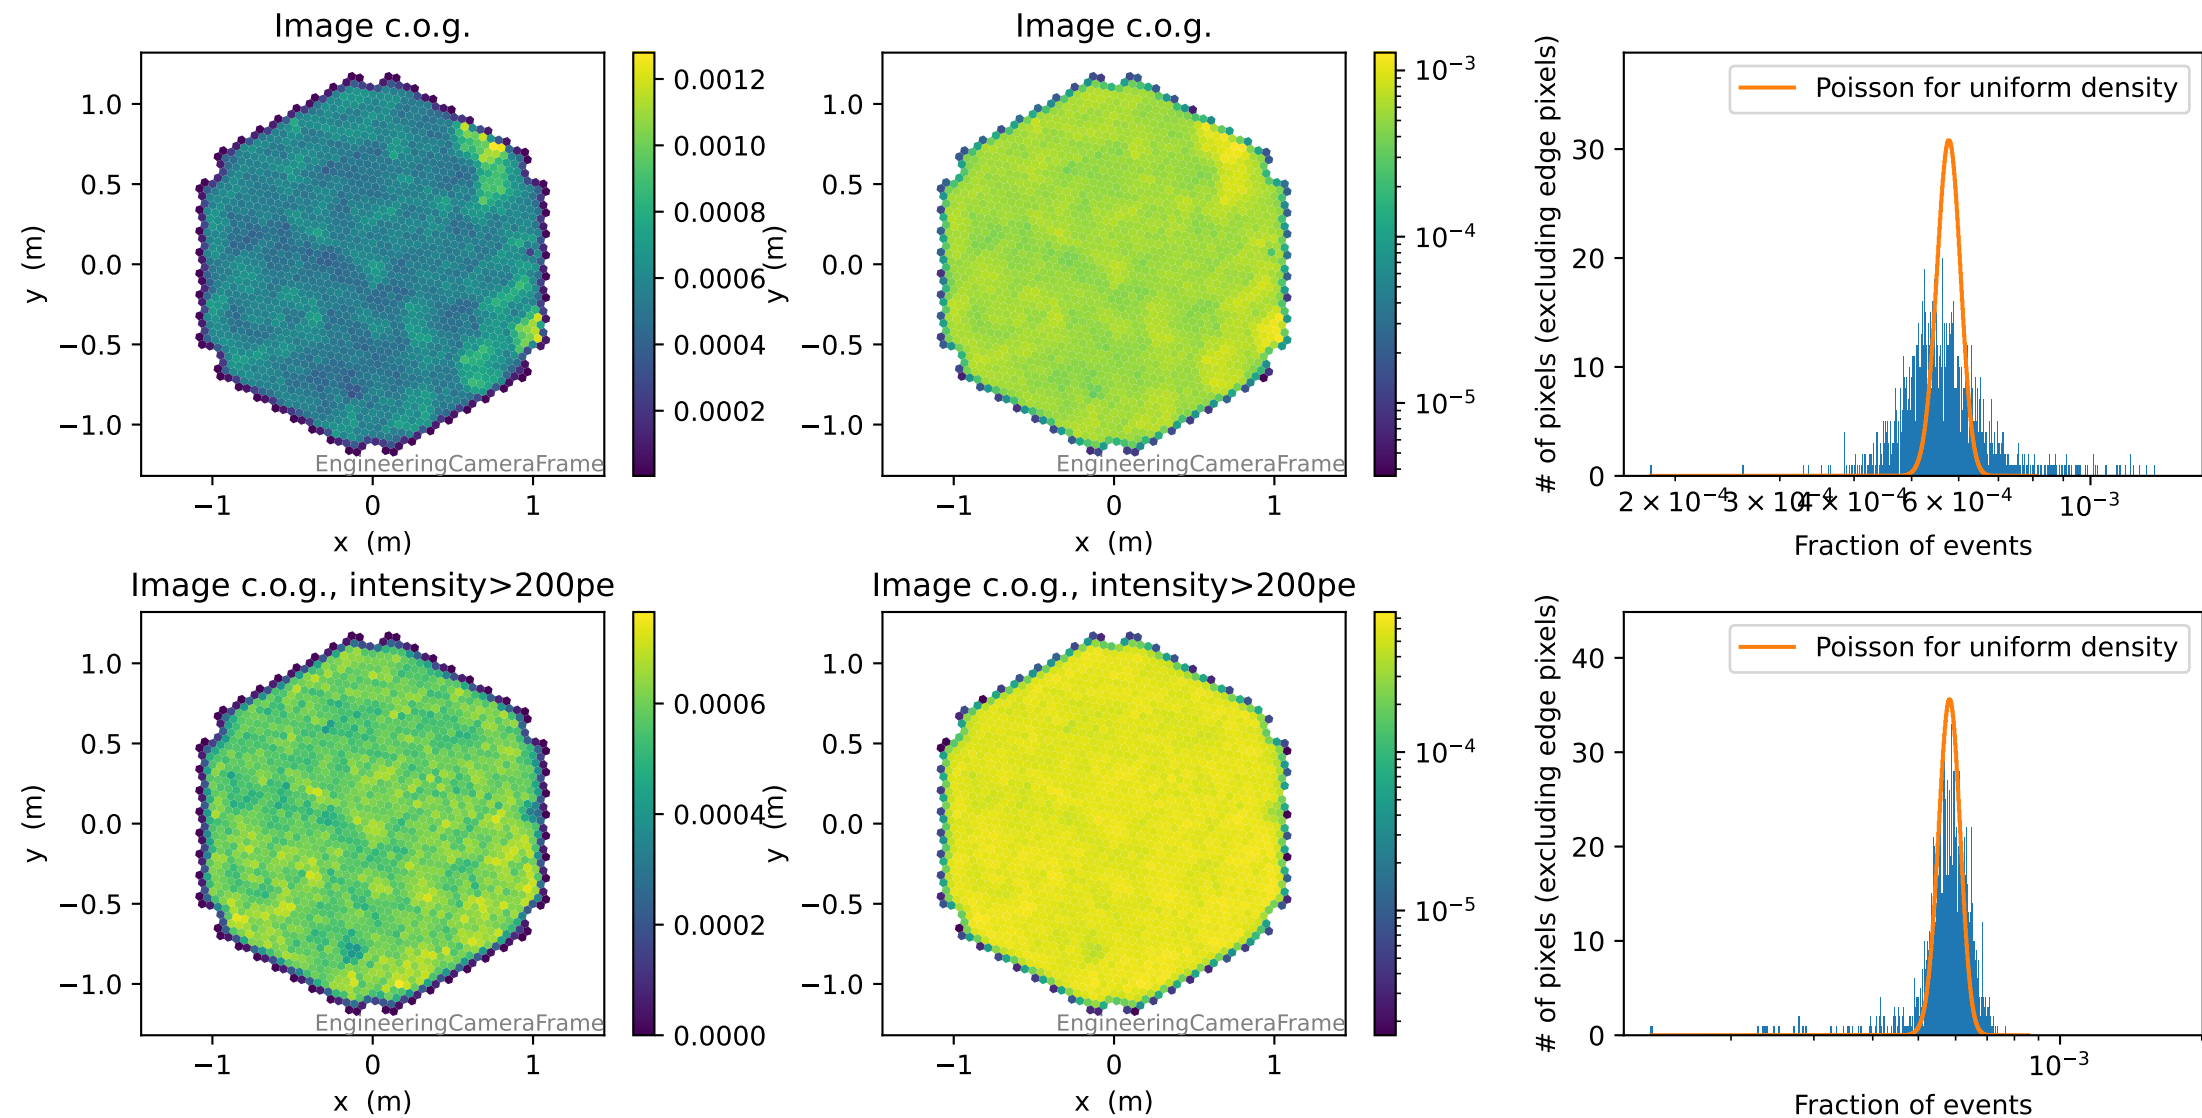 Image c.o.g.
1.0
0.5
0.0
−0.5
−1.0
y (m)
−1
0
1
x (m)
EngineeringCameraFrame
0.0012
0.0010
0.0008
0.0006
0.0004
0.0002
Image c.o.g.
1.0
0.5
0.0
−0.5
−1.0
y (m)
−1
0
1
x (m)
EngineeringCameraFrame
10⁻³
10⁻⁴
10⁻⁵
Poisson for uniform density
# of pixels (excluding edge pixels)
30
20
10
0
2 × 10⁻⁴
3 × 10⁻⁴
4 × 10⁻⁴
6 × 10⁻⁴
10⁻³
Fraction of events
Image c.o.g., intensity>200pe
1.0
0.5
0.0
−0.5
−1.0
y (m)
−1
0
1
x (m)
EngineeringCameraFrame
0.0006
0.0004
0.0002
0.0000
Image c.o.g., intensity>200pe
1.0
0.5
0.0
−0.5
−1.0
y (m)
−1
0
1
x (m)
EngineeringCameraFrame
10⁻⁴
10⁻⁵
Poisson for uniform density
# of pixels (excluding edge pixels)
40
30
20
10
0
10⁻³
Fraction of events